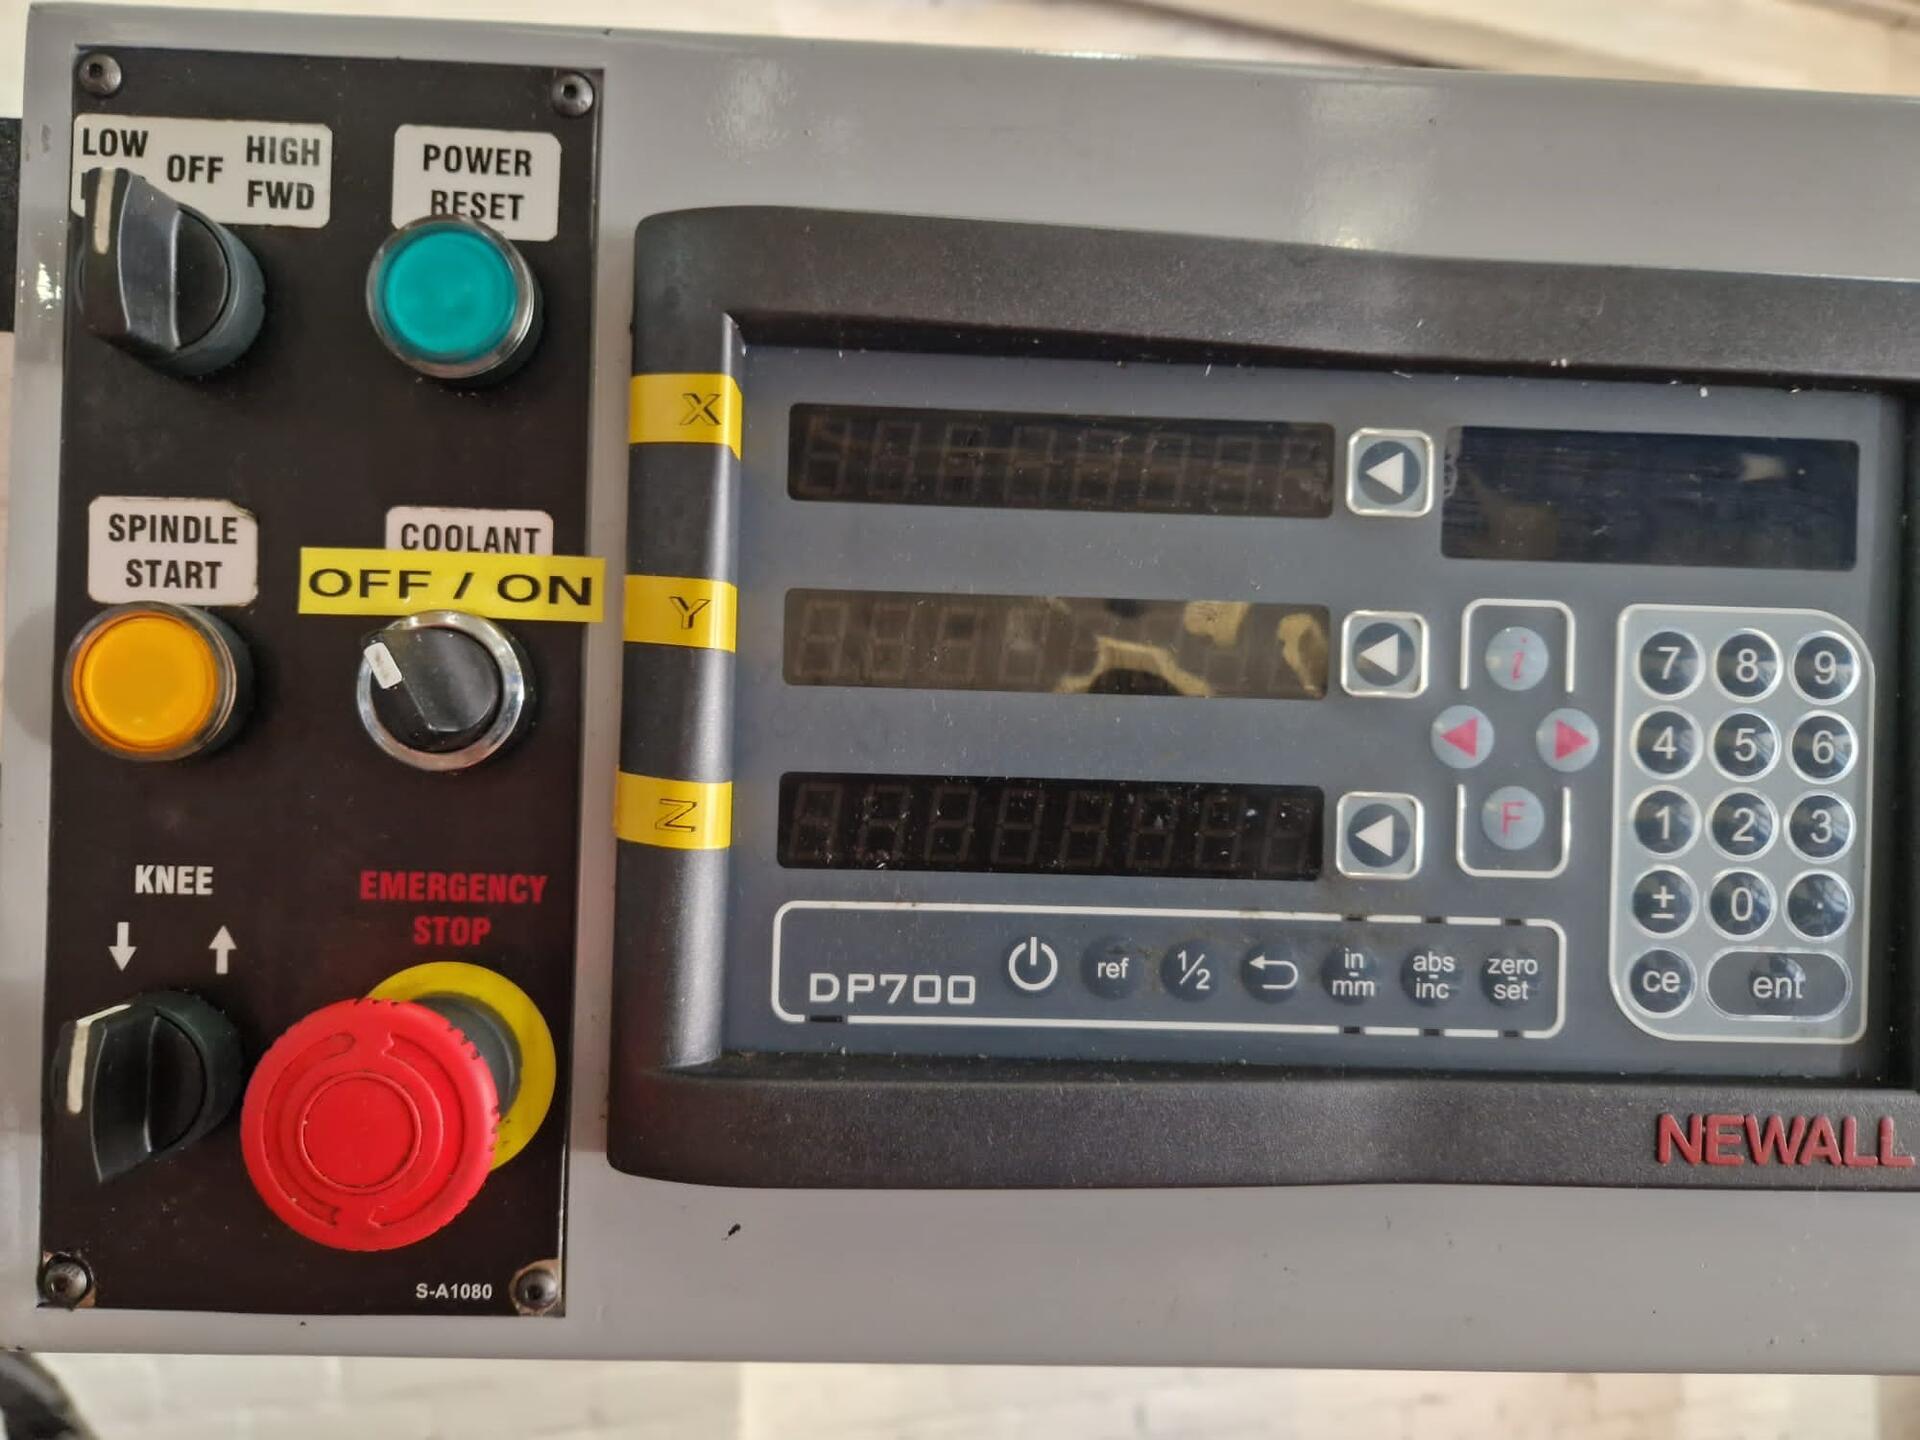 LOW
OFF
HIGH
FWD
POWER
RESET
SPINDLE
START
COOLANT
OFF / ON
KNEE
↓ ↑
EMERGENCY
STOP
S-A1080
X
Y
Z
i
F
7 8 9
4 5 6
1 2 3
± 0 .
ce ent
DP700
ref
1/2
in
mm
abs
inc
zero
set
NEWALL